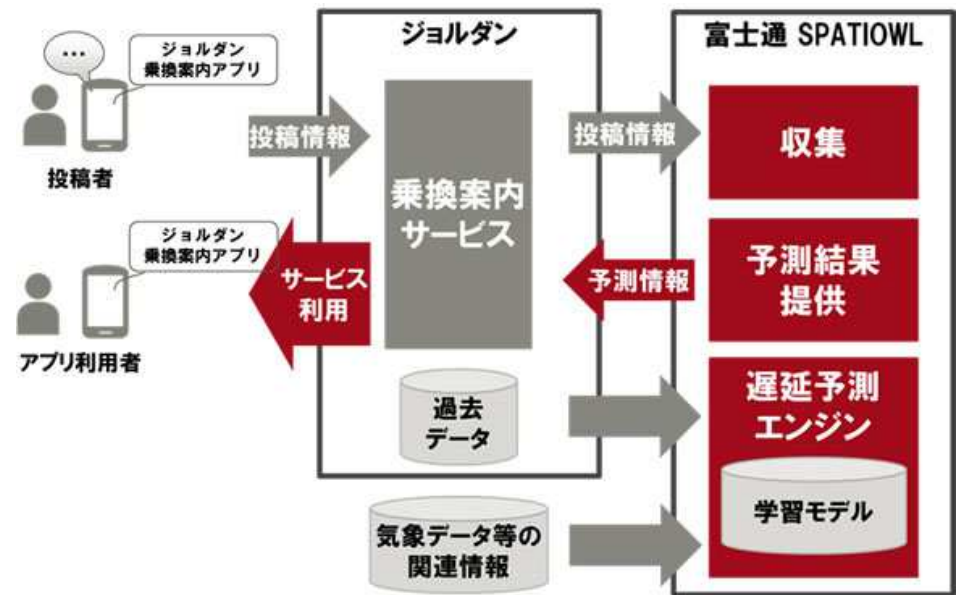 ジョルダン
富士通 SPATIOWL
...
ジョルダン
乗換案内アプリ
投稿者
投稿情報
乗換案内
サービス
投稿情報
収集
ジョルダン
乗換案内アプリ
アプリ利用者
サービス
利用
予測情報
予測結果
提供
過去
データ
遅延予測
エンジン
学習モデル
気象データ等の
関連情報